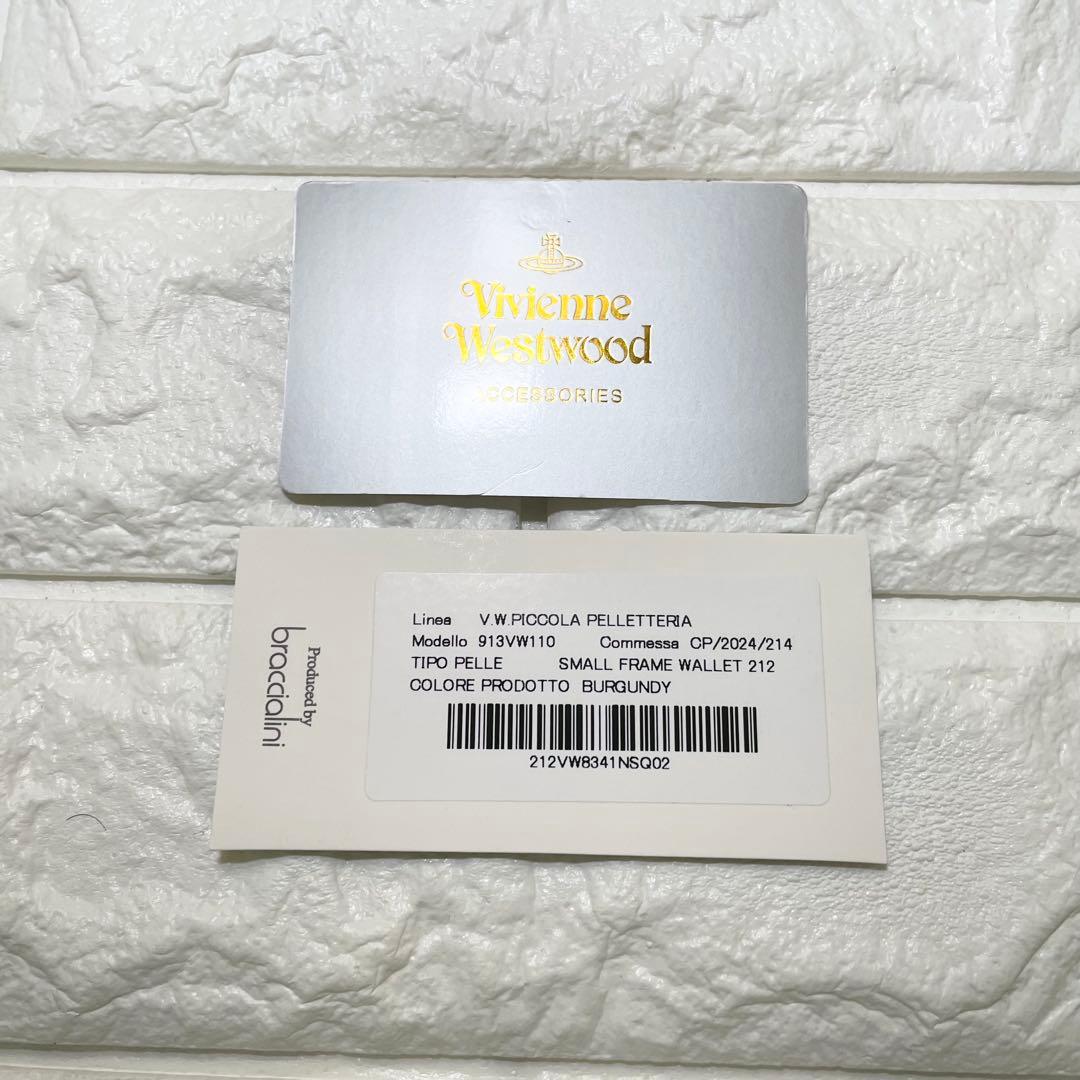 Vivienne
Westwood
ACCESSORIES
Produced by
braccialini
Linea V.W.PICCOLA PELLETTERIA
Modello 913VW110 Commessa CP/2024/214
TIPO PELLE SMALL FRAME WALLET 212
COLORE PRODOTTO BURGUNDY
212VW8341NSQ02